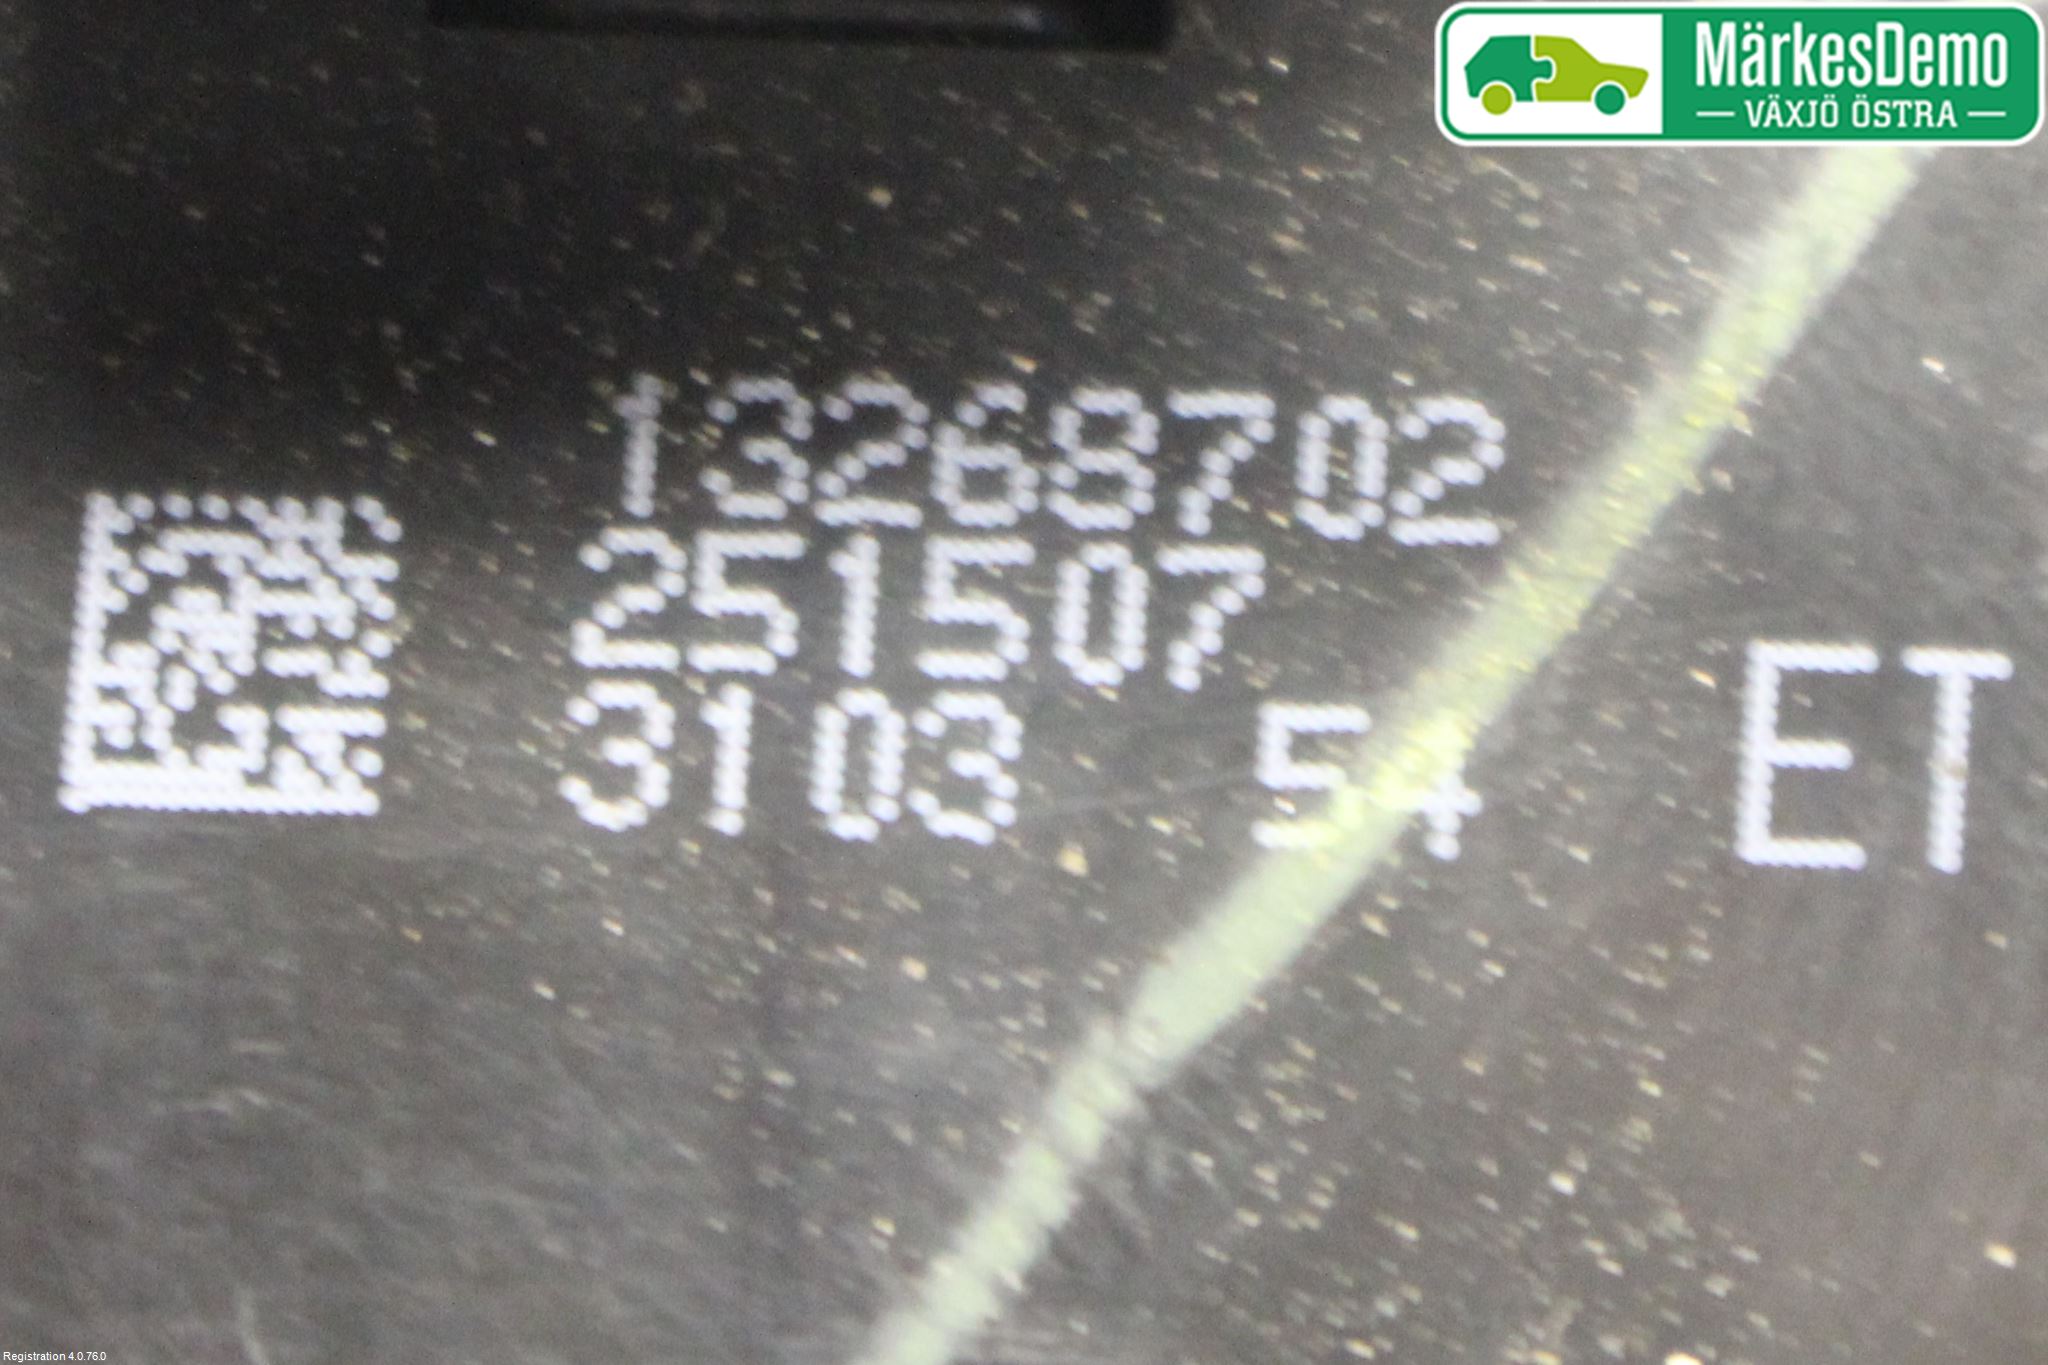 MärkesDemo
VÄXJÖ ÖSTRA
13268702
251507
3103 54 ET
Registration 4.0.76.0